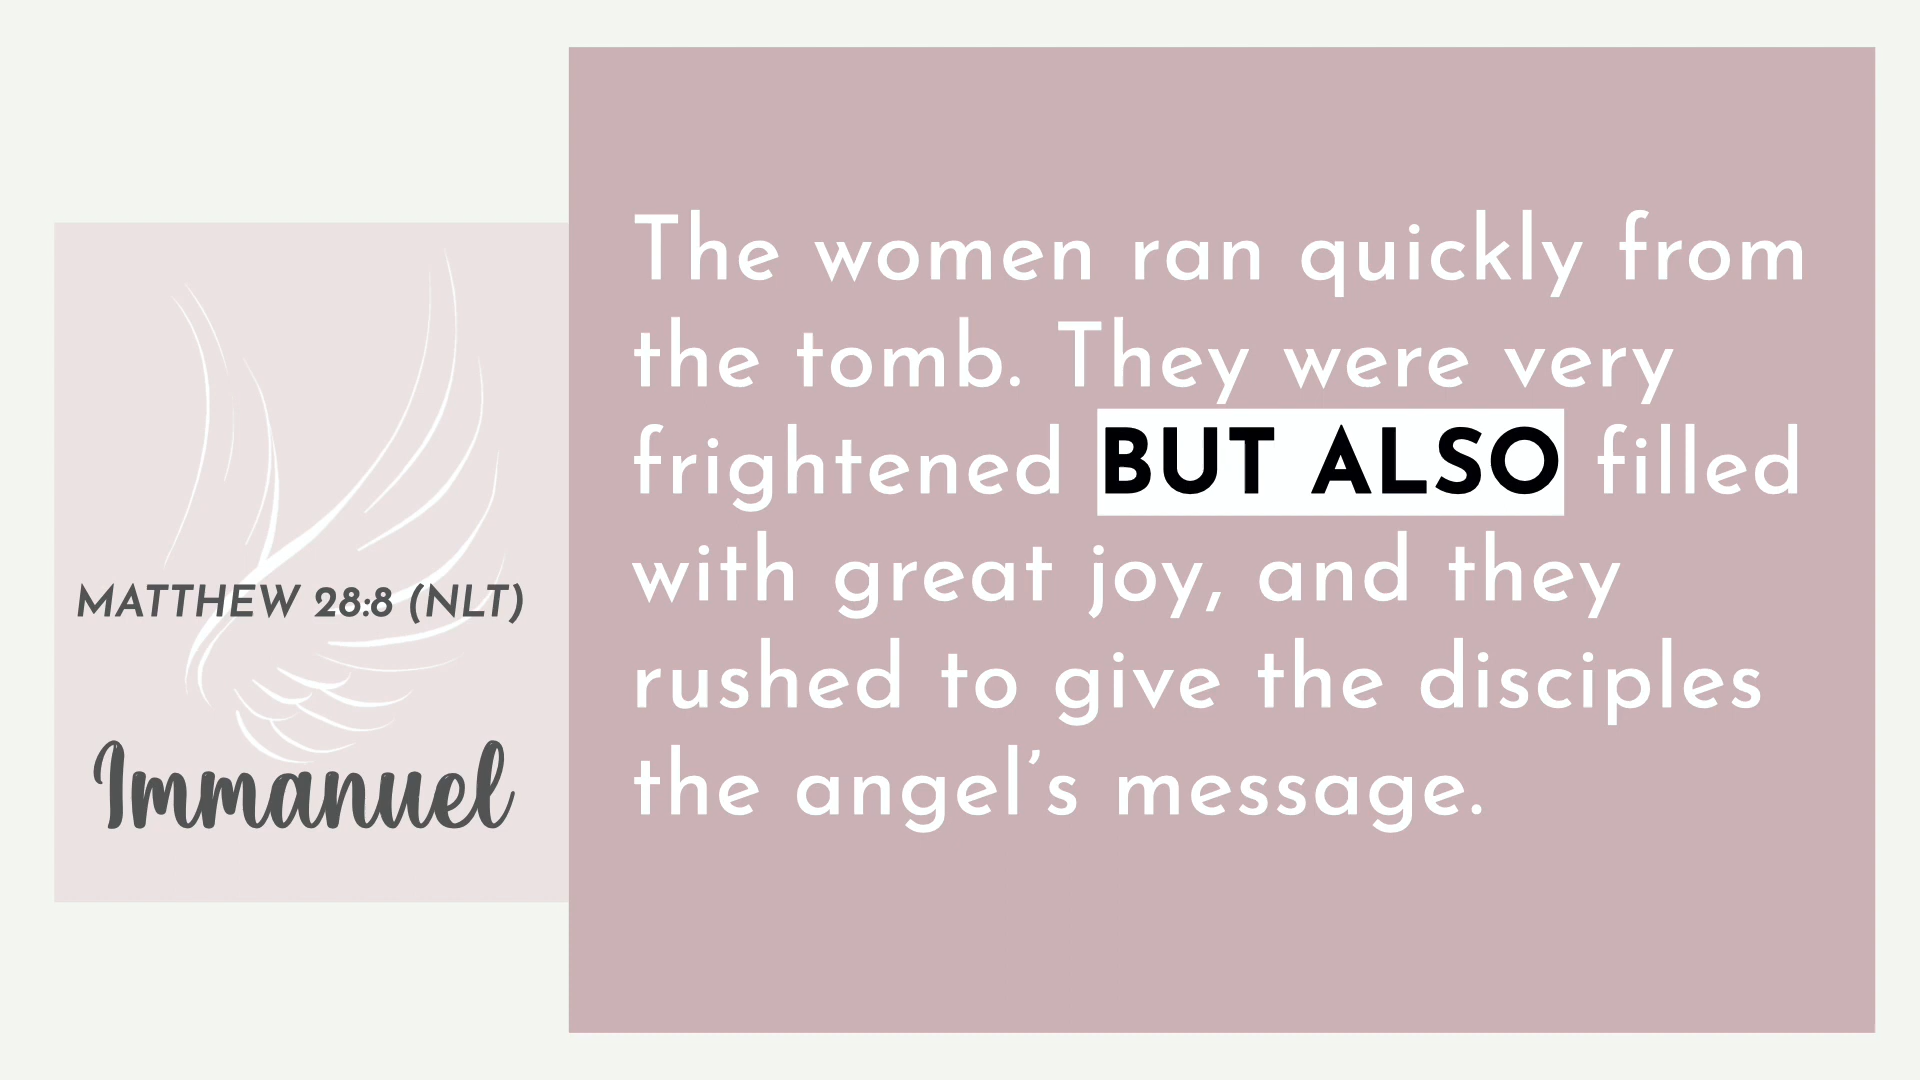 The women ran quickly from
the tomb. They were very
frightened BUT ALSO filled
with great joy, and they
rushed to give the disciples
the angel’s message.
MATTHEW 28:8 (NLT)
Immanuel